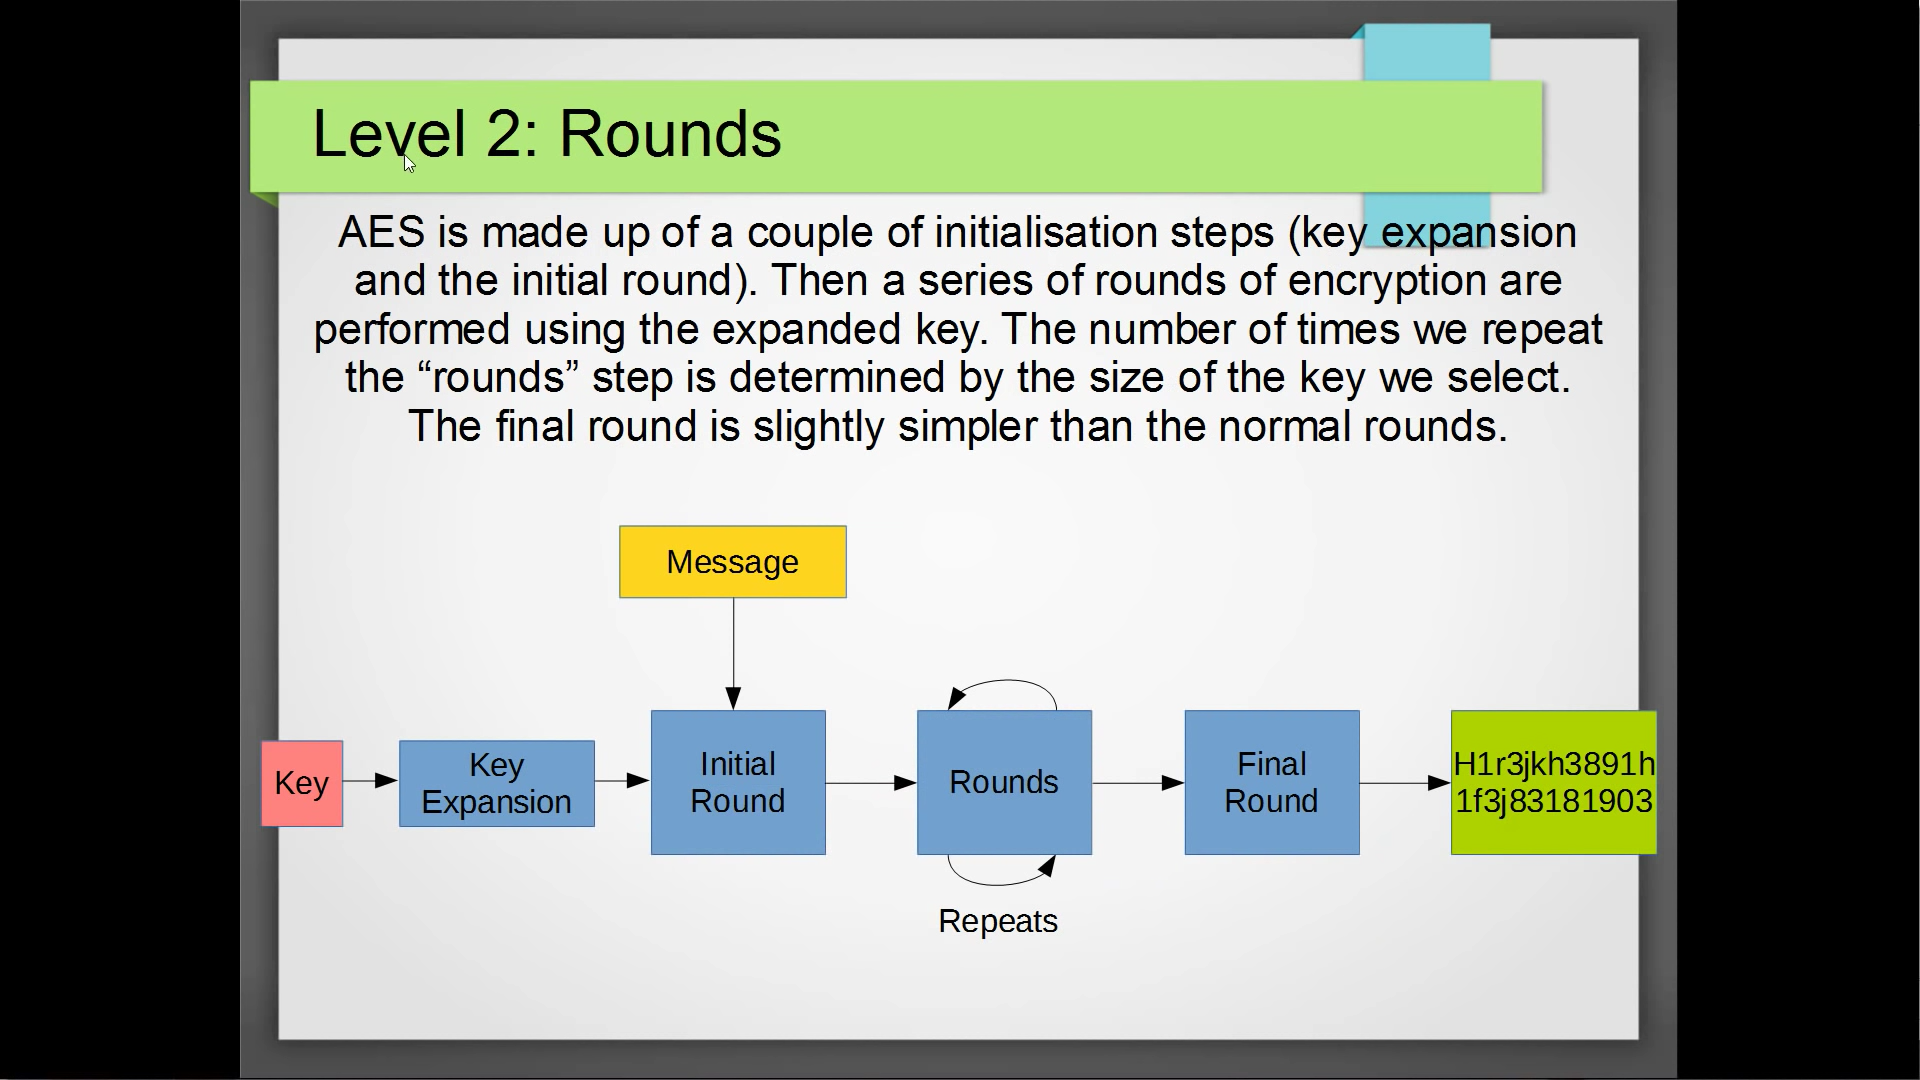 Level 2: Rounds
AES is made up of a couple of initialisation steps (key expansion
and the initial round). Then a series of rounds of encryption are
performed using the expanded key. The number of times we repeat
the “rounds” step is determined by the size of the key we select.
The final round is slightly simpler than the normal rounds.
Message
Key
Key
Expansion
Initial
Round
Rounds
Final
Round
H1r3jkh3891h
1f3j83181903
Repeats